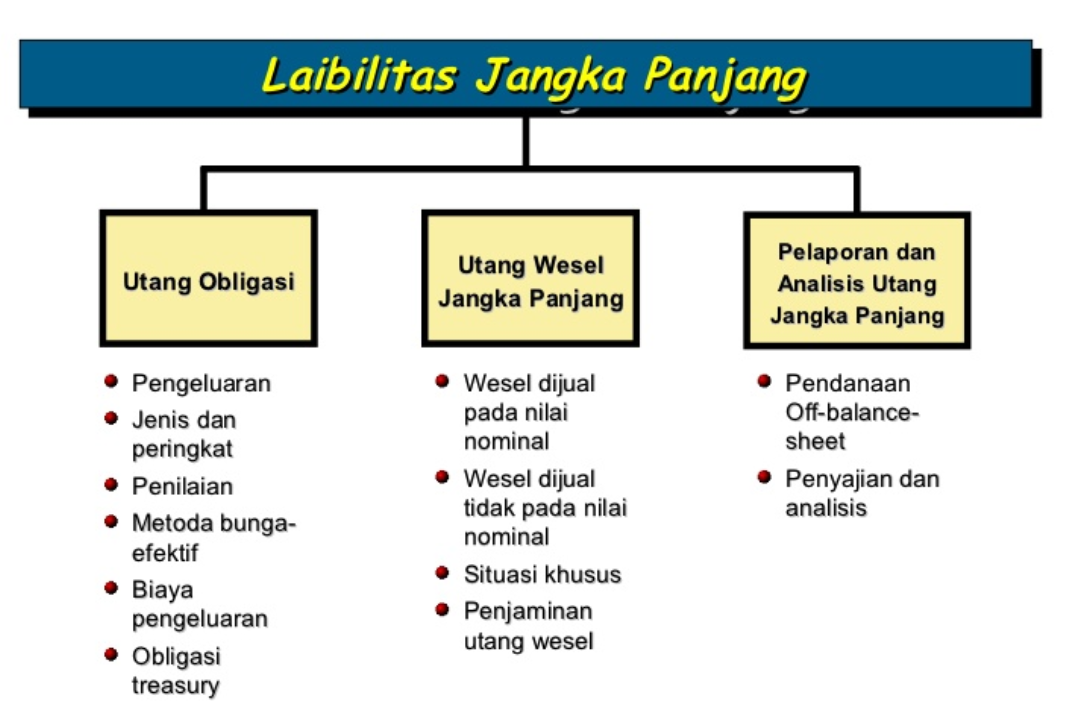 Laibilitas Jangka Panjang
Utang Obligasi
Pengeluaran
Jenis dan
peringkat
Penilaian
Metoda bunga-
efektif
Biaya
pengeluaran
Obligasi
treasury
Utang Wesel
Jangka Panjang
Wesel dijual
pada nilai
nominal
Wesel dijual
tidak pada nilai
nominal
Situasi khusus
Penjaminan
utang wesel
Pelaporan dan
Analisis Utang
Jangka Panjang
Pendanaan
Off-balance-
sheet
Penyajian dan
analisis